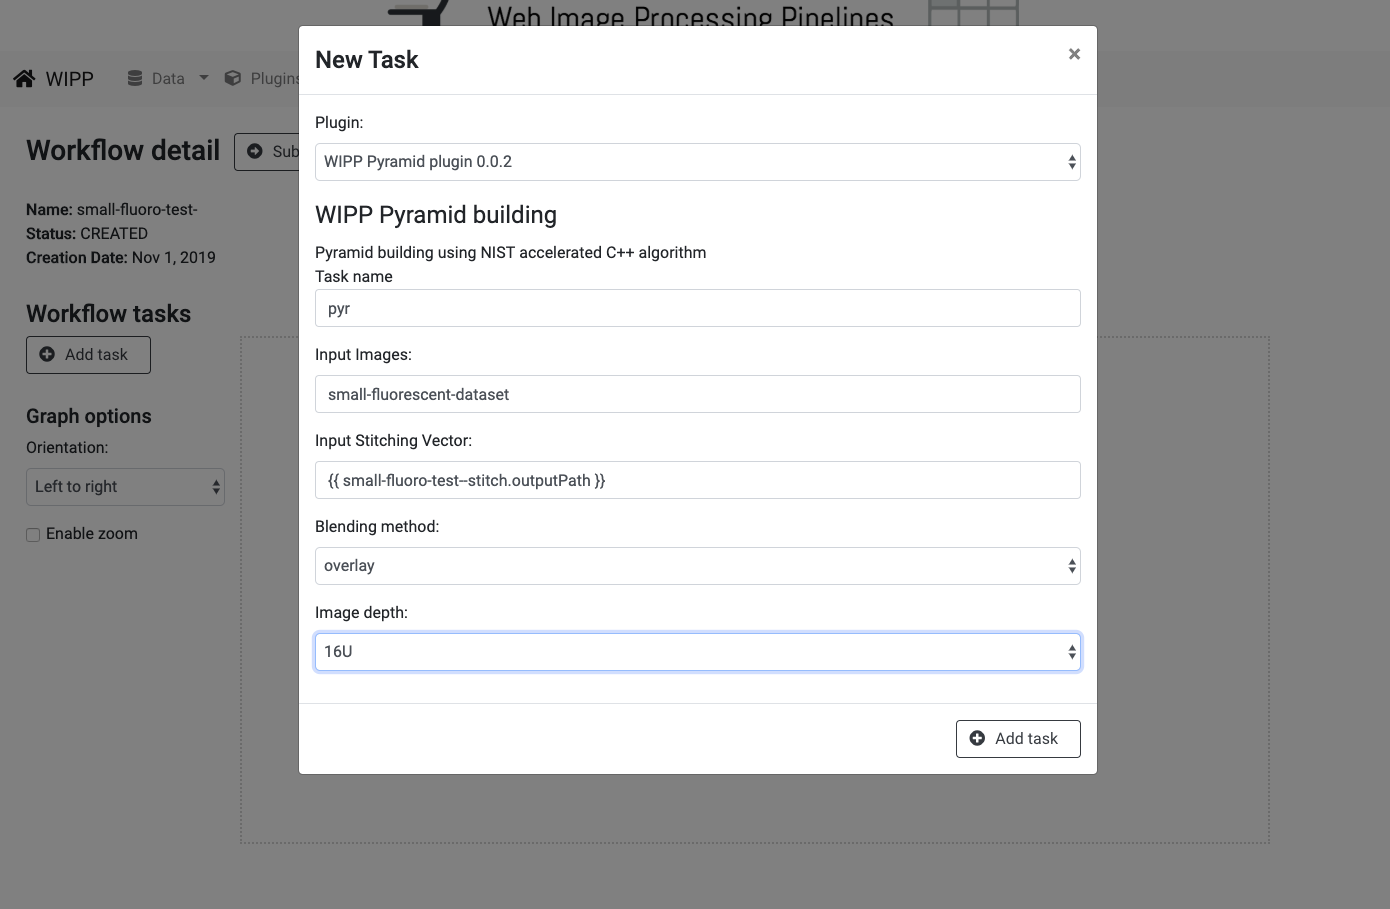 Web Image Processing Pipelines
New Task
×
WIPP
Data
Plugins
Plugin:
WIPP Pyramid plugin 0.0.2
Workflow detail
Sub
WIPP Pyramid building
Name: small-fluoro-test-
Status: CREATED
Creation Date: Nov 1, 2019
Pyramid building using NIST accelerated C++ algorithm
Task name
pyr
Workflow tasks
Add task
Input Images:
small-fluorescent-dataset
Graph options
Orientation:
Left to right
Enable zoom
Input Stitching Vector:
{{ small-fluoro-test--stitch.outputPath }}
Blending method:
overlay
Image depth:
16U
Add task